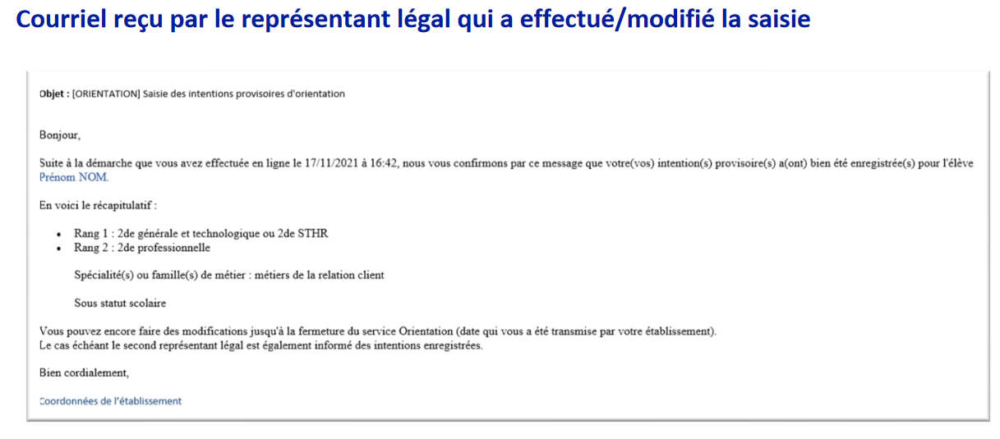 Courriel reçu par le représentant légal qui a effectué/modifié la saisie
Objet : [ORIENTATION] Saisie des intentions provisoires d'orientation
Bonjour,
Suite à la démarche que vous avez effectuée en ligne le 17/11/2021 à 16:42, nous vous confirmons par ce message que votre(vos) intention(s) provisoire(s) a(ont) bien été enregistrée(s) pour l'élève
Prénom NOM.
En voici le récapitulatif :
• Rang 1 : 2de générale et technologique ou 2de STHR
• Rang 2 : 2de professionnelle
Spécialité(s) ou famille(s) de métier : métiers de la relation client
Sous statut scolaire
Vous pouvez encore faire des modifications jusqu'à la fermeture du service Orientation (date qui vous a été transmise par votre établissement).
Le cas échéant le second représentant légal est également informé des intentions enregistrées.
Bien cordialement,
Coordonnées de l'établissement